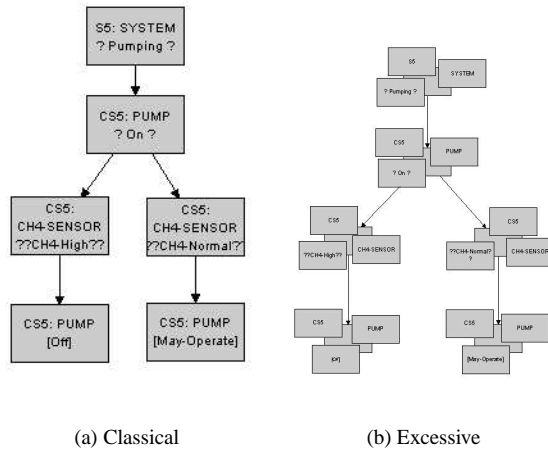 S5: SYSTEM
? Pumping ?
CS5: PUMP
? On ?
CS5:
CH4-SENSOR
??CH4-High??
CS5:
CH4-SENSOR
??CH4-Normal??
CS5: PUMP
[Off]
CS5: PUMP
[May-Operate]
(a) Classical
S5
SYSTEM
? Pumping ?
CS5
PUMP
? On ?
CS5
CH4-SENSOR
??CH4-High??
CS5
CH4-SENSOR
??CH4-Normal?
?
CS5
PUMP
[Off]
CS5
PUMP
[May-Operate]
(b) Excessive